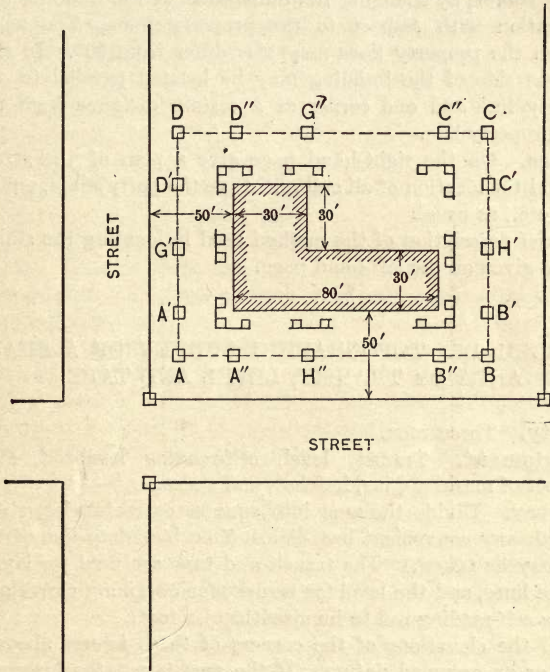 D D″ G″ C″ C
D′ C′
50′ 30′ 30′
STREET
G′ H′
30′
80′
A′ B′
50′
A A″ H″ B″ B
STREET